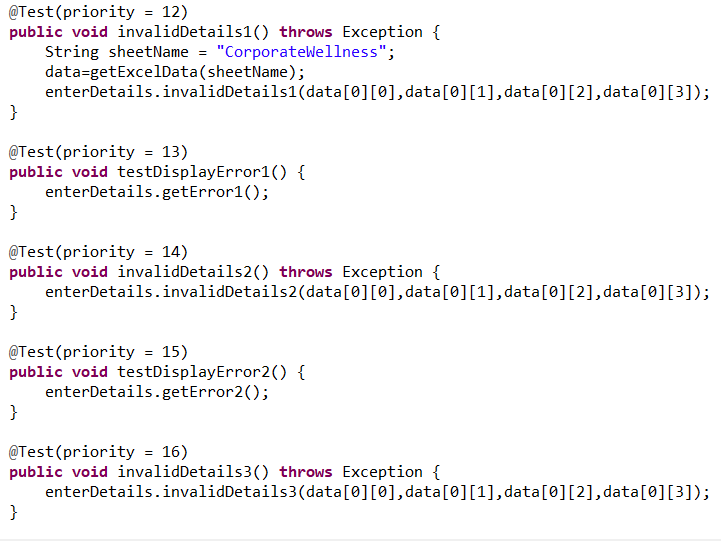 @Test(priority = 12)
public void invalidDetails1() throws Exception {
    String sheetName = "CorporateWellness";
    data=getExcelData(sheetName);
    enterDetails.invalidDetails1(data[0][0],data[0][1],data[0][2],data[0][3]);
}

@Test(priority = 13)
public void testDisplayError1() {
    enterDetails.getError1();
}

@Test(priority = 14)
public void invalidDetails2() throws Exception {
    enterDetails.invalidDetails2(data[0][0],data[0][1],data[0][2],data[0][3]);
}

@Test(priority = 15)
public void testDisplayError2() {
    enterDetails.getError2();
}

@Test(priority = 16)
public void invalidDetails3() throws Exception {
    enterDetails.invalidDetails3(data[0][0],data[0][1],data[0][2],data[0][3]);
}